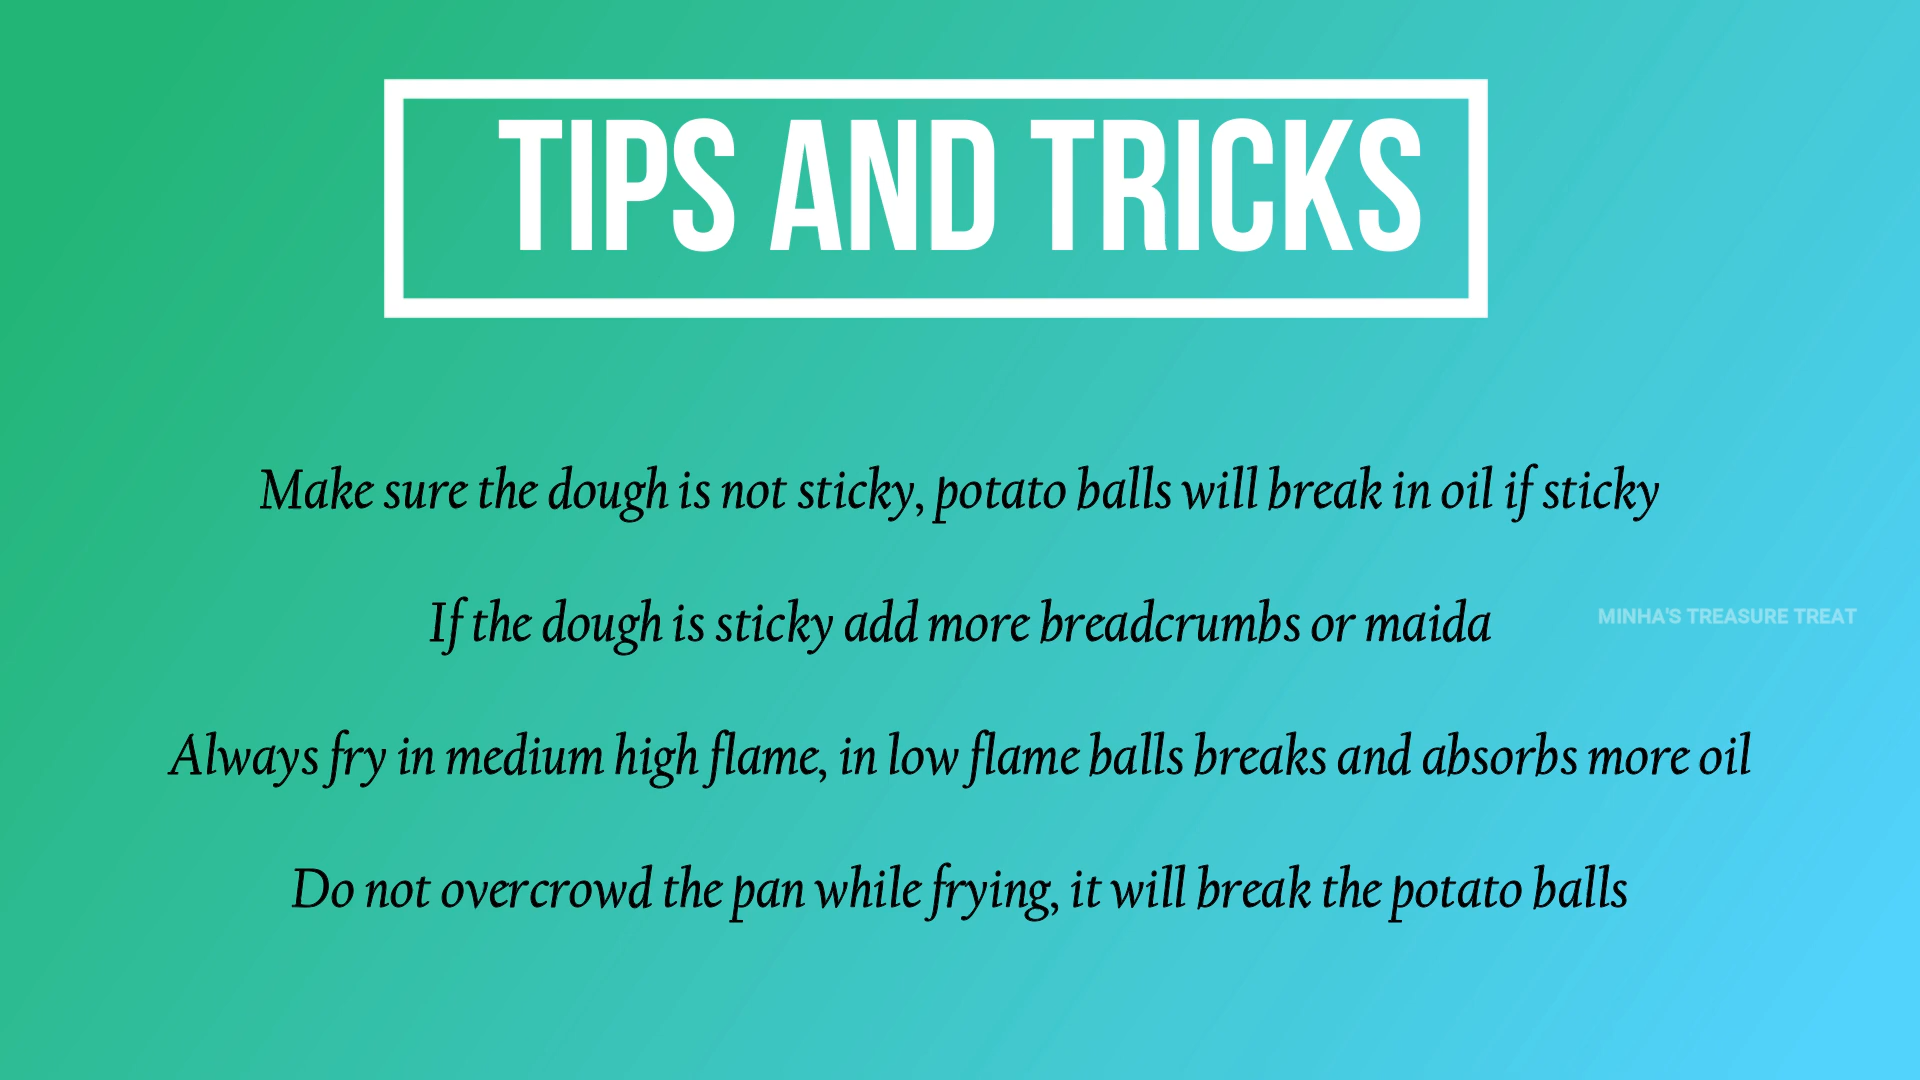 TIPS AND TRICKS
Make sure the dough is not sticky, potato balls will break in oil if sticky
If the dough is sticky add more breadcrumbs or maida
MINHA'S TREASURE TREAT
Always fry in medium high flame, in low flame balls breaks and absorbs more oil
Do not overcrowd the pan while frying, it will break the potato balls